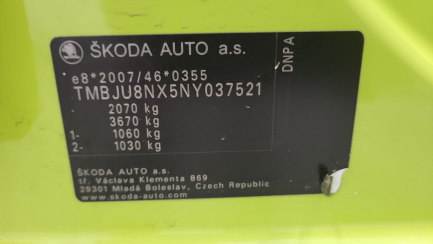 ŠKODA AUTO a.s.
DNPA
e8*2007/46*0355
TMBJU8NX5NY037521
2070 kg
3670 kg
1- 1060 kg
2- 1030 kg
ŠKODA AUTO a.s.
tř. Václava Klementa 869
29301 Mladá Boleslav, Czech Republic
www.skoda-auto.com